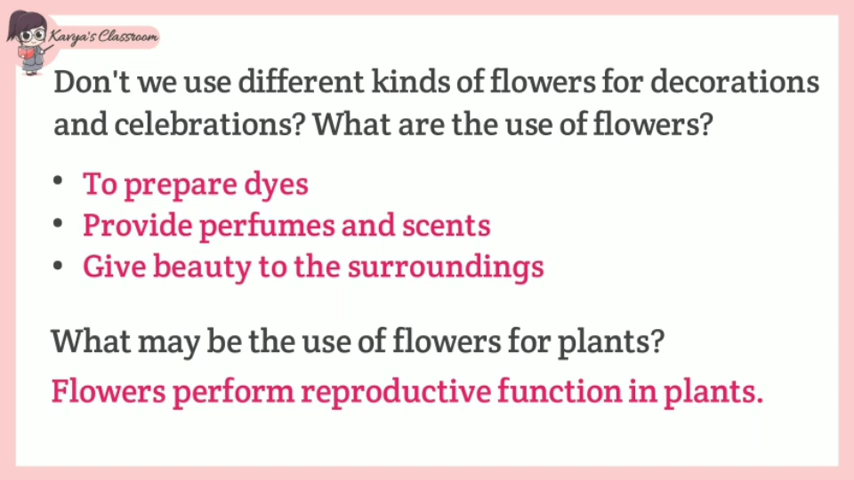 Kavya's Classroom
Don't we use different kinds of flowers for decorations
and celebrations? What are the use of flowers?
• To prepare dyes
• Provide perfumes and scents
• Give beauty to the surroundings
What may be the use of flowers for plants?
Flowers perform reproductive function in plants.